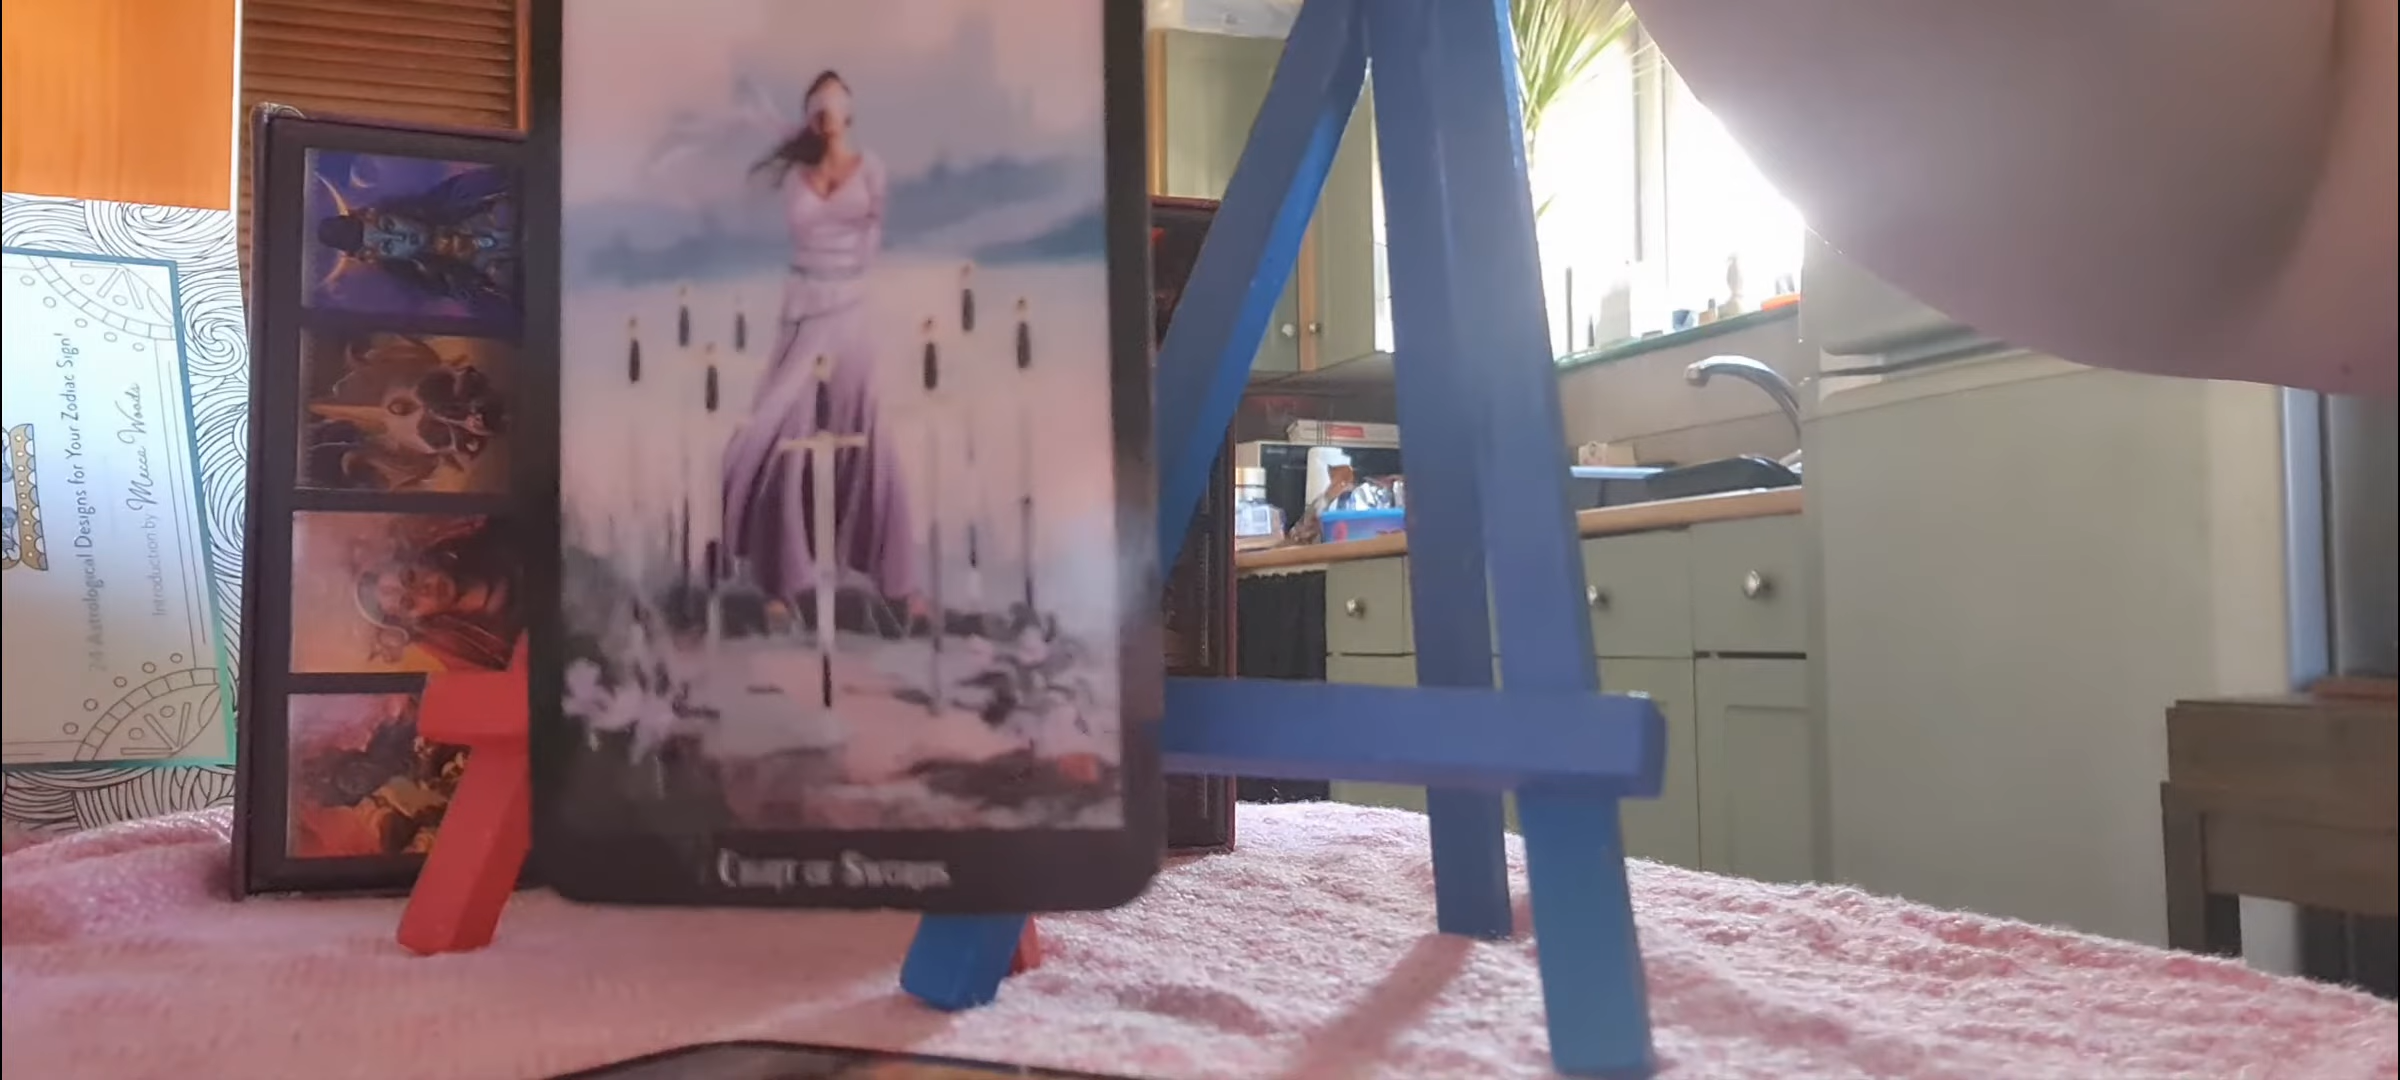 24 Astrological Designs for Your Zodiac Sign!
Introduction by Mecca Woods
Eight of Swords